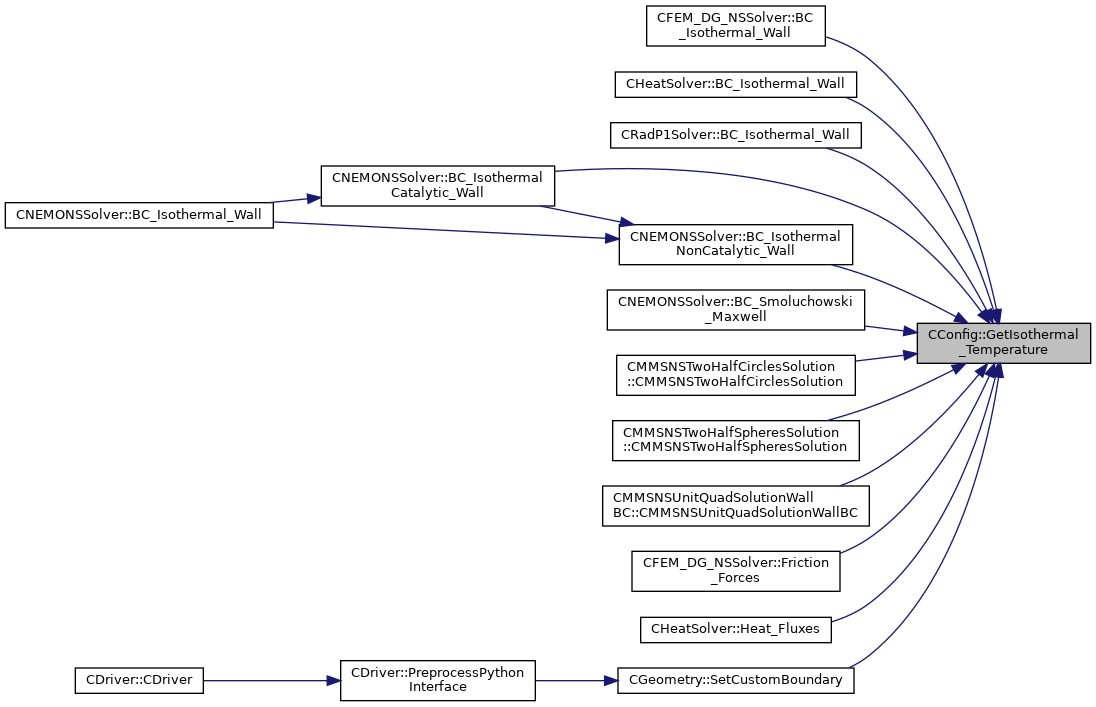 CFEM_DG_NSSolver::BC
_Isothermal_Wall
CHeatSolver::BC_Isothermal_Wall
CRadP1Solver::BC_Isothermal_Wall
CNEMONSSolver::BC_Isothermal
Catalytic_Wall
CNEMONSSolver::BC_Isothermal_Wall
CNEMONSSolver::BC_Isothermal
NonCatalytic_Wall
CNEMONSSolver::BC_Smoluchowski
_Maxwell
CConfig::GetIsothermal
_Temperature
CMMSNSTwoHalfCirclesSolution
::CMMSNSTwoHalfCirclesSolution
CMMSNSTwoHalfSpheresSolution
::CMMSNSTwoHalfSpheresSolution
CMMSNSUnitQuadSolutionWall
BC::CMMSNSUnitQuadSolutionWallBC
CFEM_DG_NSSolver::Friction
_Forces
CHeatSolver::Heat_Fluxes
CDriver::CDriver
CDriver::PreprocessPython
Interface
CGeometry::SetCustomBoundary